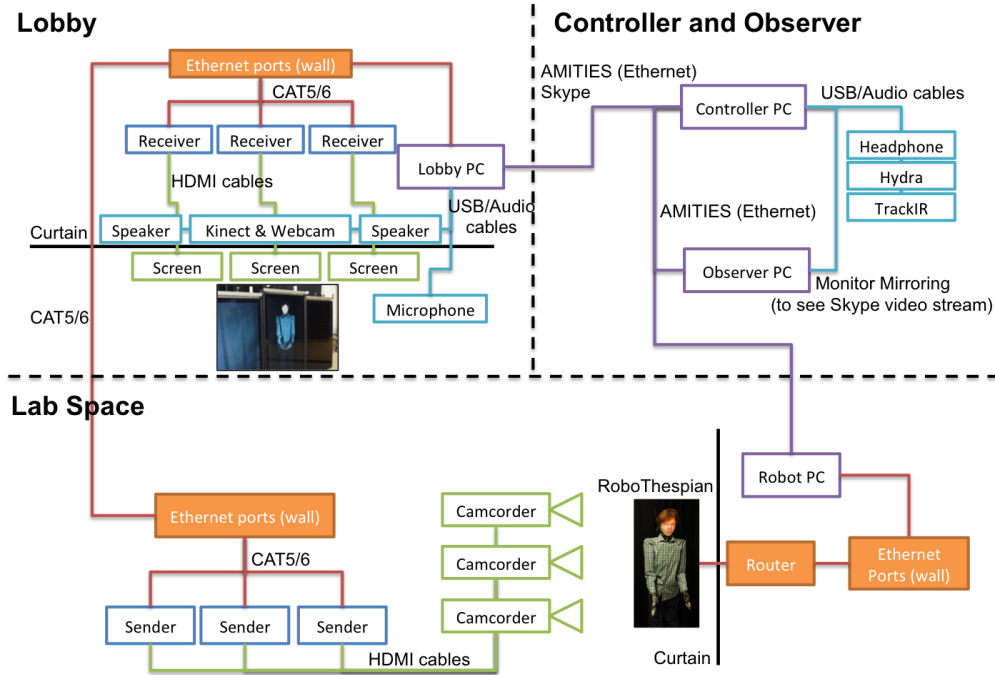 Lobby
Ethernet ports (wall)
CAT5/6
Receiver
Receiver
Receiver
Lobby PC
HDMI cables
USB/Audio
cables
Curtain
Speaker
Kinect & Webcam
Speaker
Screen
Screen
Screen
Microphone
CAT5/6
Controller and Observer
AMITIES (Ethernet)
Skype
Controller PC
USB/Audio cables
Headphone
Hydra
TrackIR
AMITIES (Ethernet)
Observer PC
Monitor Mirroring
(to see Skype video stream)
Lab Space
Ethernet ports (wall)
CAT5/6
Sender
Sender
Sender
HDMI cables
Camcorder
Camcorder
Camcorder
RoboThespian
Robot PC
Router
Ethernet
Ports (wall)
Curtain